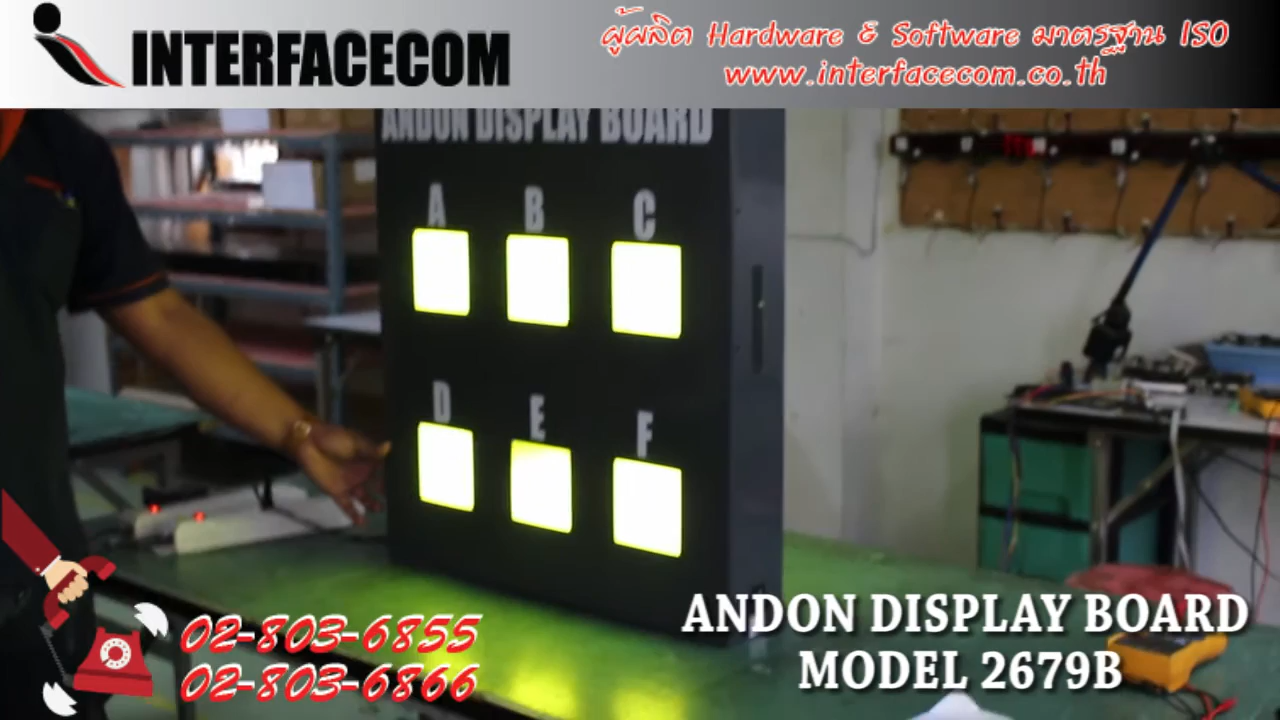 INTERFACECOM
ผู้ผลิต Hardware & Software มาตรฐาน ISO
www.interfacecom.co.th
ANDON DISPLAY BOARD
A B C
D E F
02-803-6855
02-803-6866
ANDON DISPLAY BOARD
MODEL 2679B